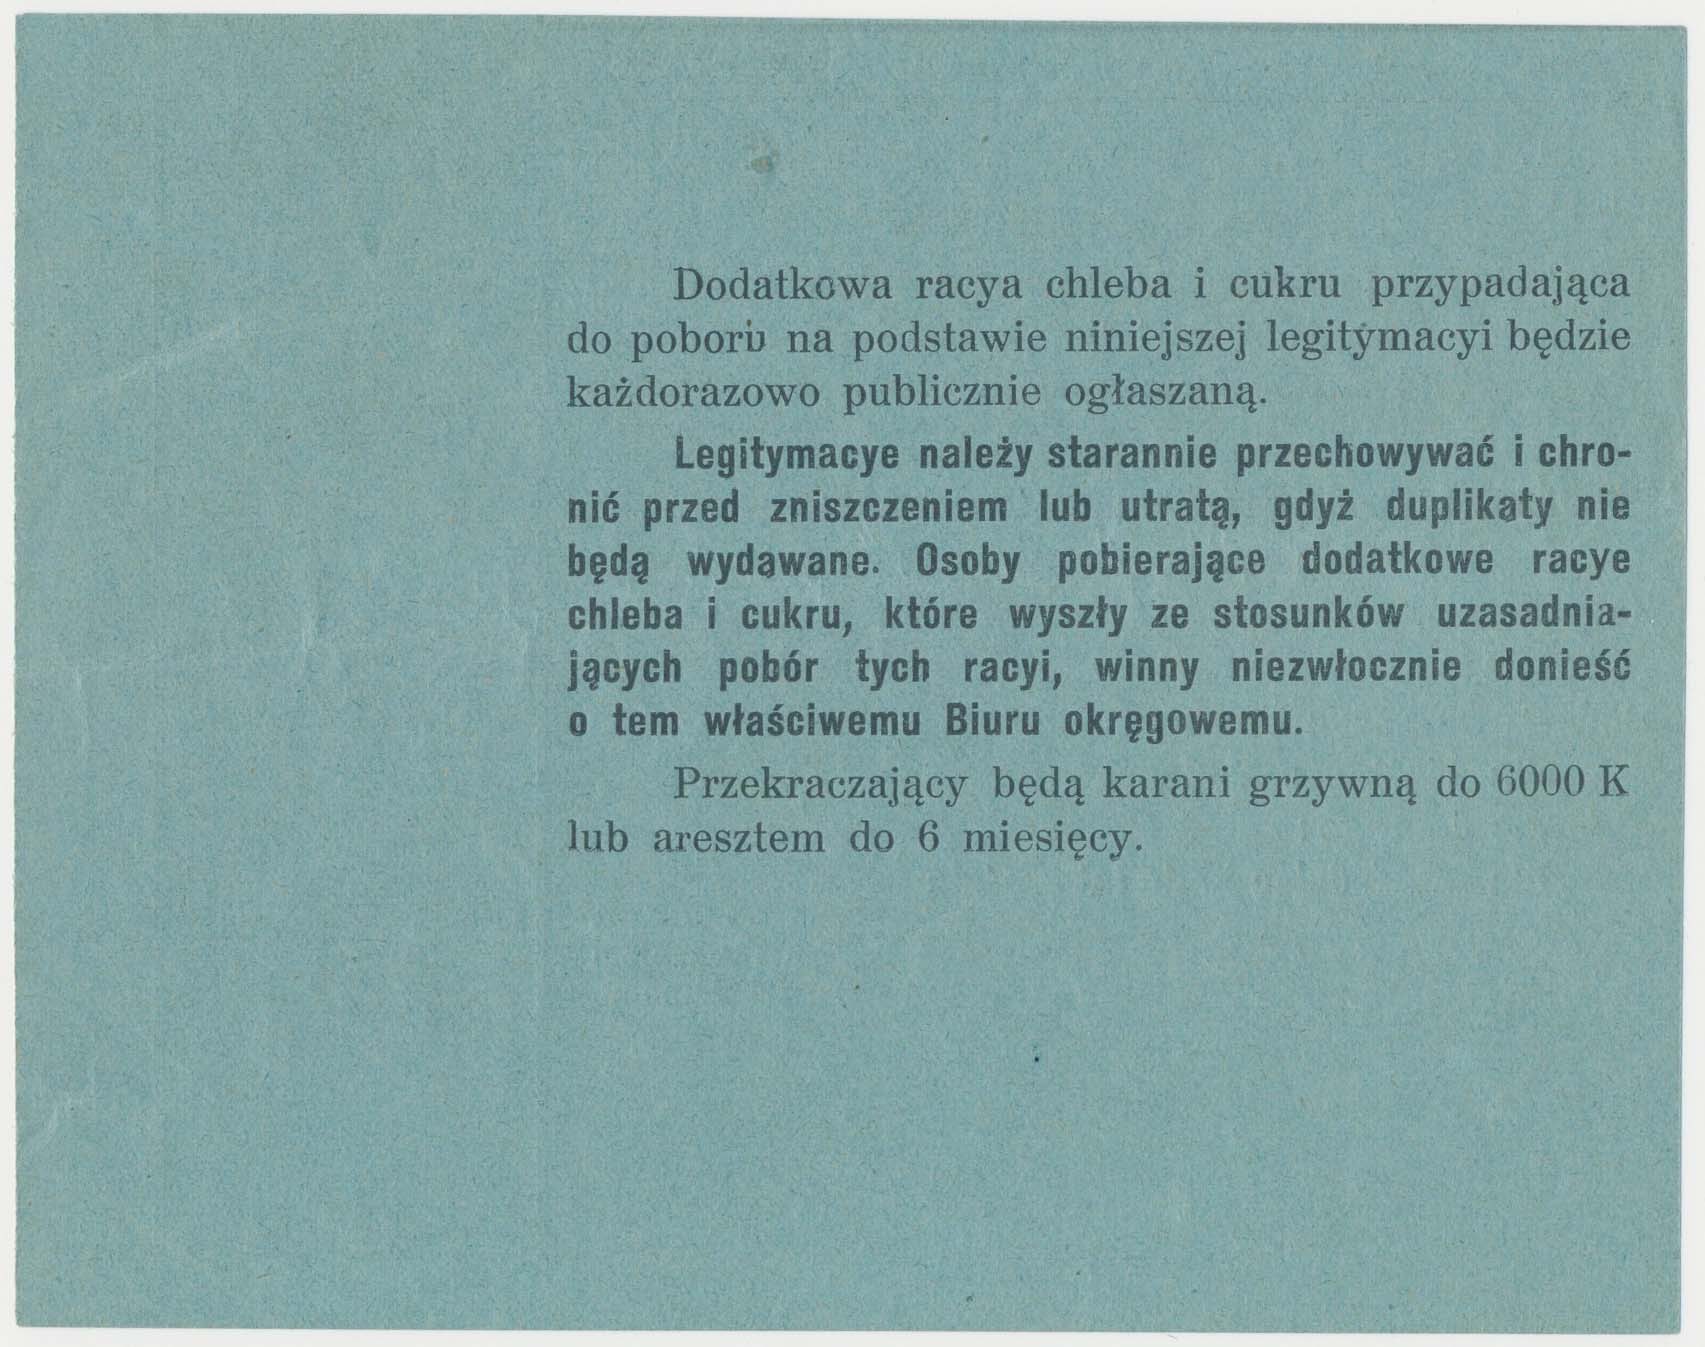 Dodatkowa racya chleba i cukru przypadająca
do poboru na podstawie niniejszej legitymacyi będzie
każdorazowo publicznie ogłaszaną.
Legitymacye należy starannie przechowywać i chro-
nić przed zniszczeniem lub utratą, gdyż duplikaty nie
będą wydawane. Osoby pobierające dodatkowe racye
chleba i cukru, które wyszły ze stosunków uzasadnia-
jących pobór tych racyi, winny niezwłocznie donieść
o tem właściwemu Biuru okręgowemu.
Przekraczający będą karani grzywną do 6000 K
lub aresztem do 6 miesięcy.